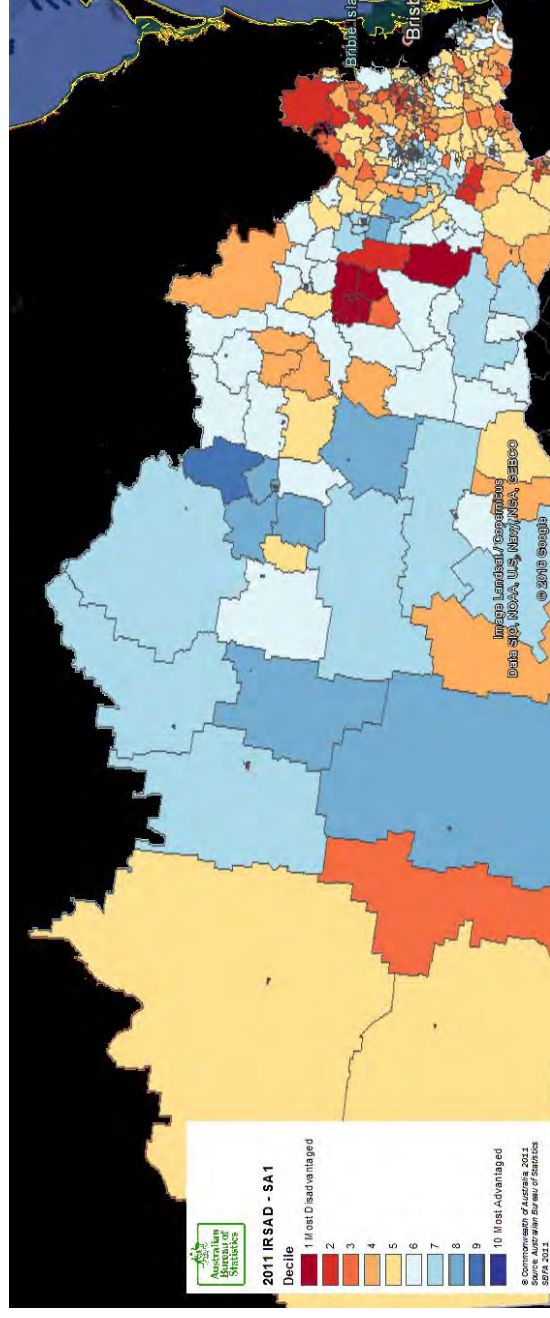 Australian
Bureau of
Statistics
2011 IRSAD - SA1
Decile
1 Most Disadvantaged
2
3
4
5
6
7
8
9
10 Most Advantaged
© Commonwealth of Australia, 2011
Source: Australian Bureau of Statistics
SEIFA 2011
Bribie Isla
Brisb
Image Landsat / Copernicus
Data SIO, NOAA, U.S. Navy, NGA, GEBCO
© 2018 Google